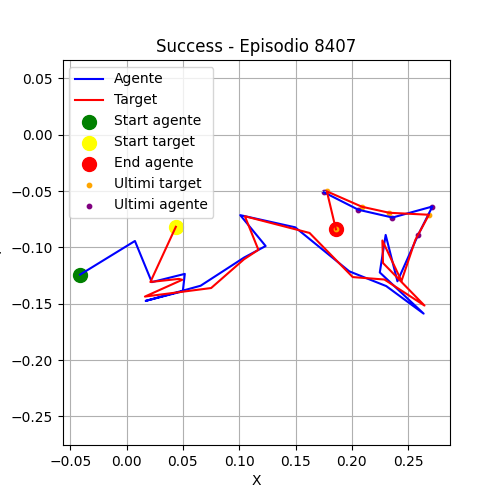 Success - Episodio 8407
Agente
Target
Start agente
Start target
End agente
Ultimi target
Ultimi agente
0.05
0.00
−0.05
−0.10
−0.15
−0.20
−0.25
−0.05
0.00
0.05
0.10
0.15
0.20
0.25
X